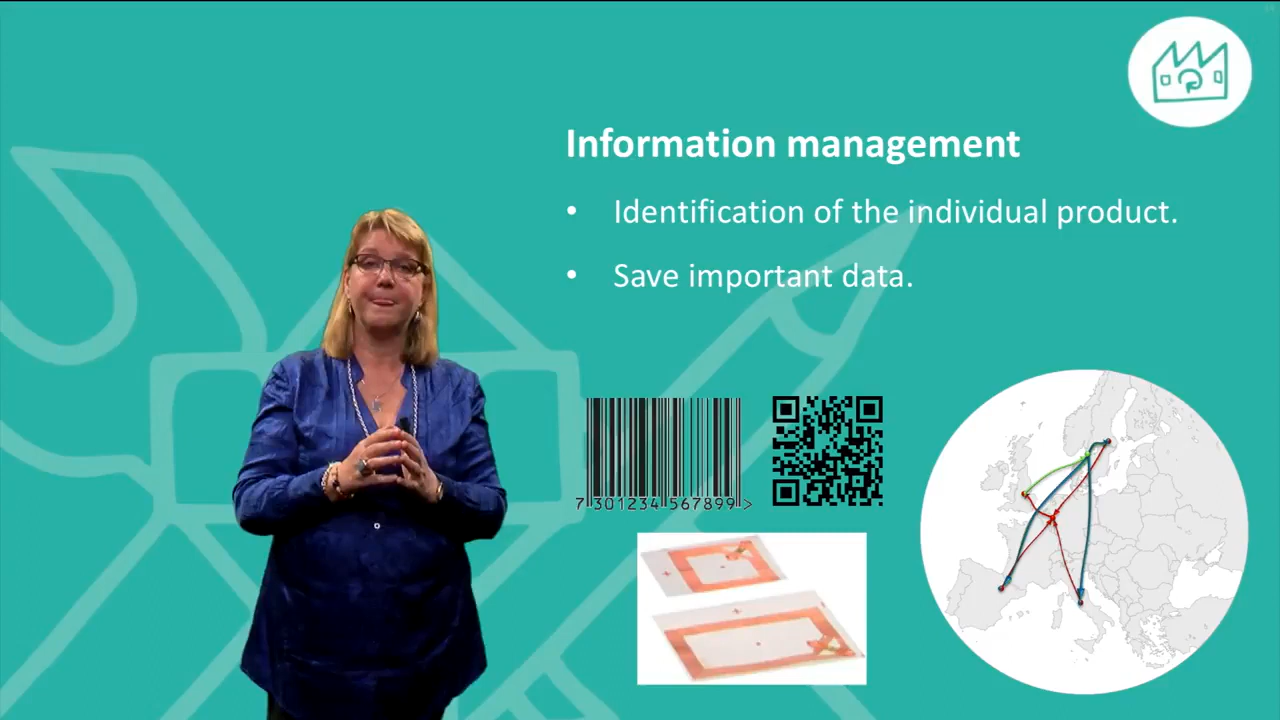 Information management
• Identification of the individual product.
• Save important data.
7 301234 567899 >